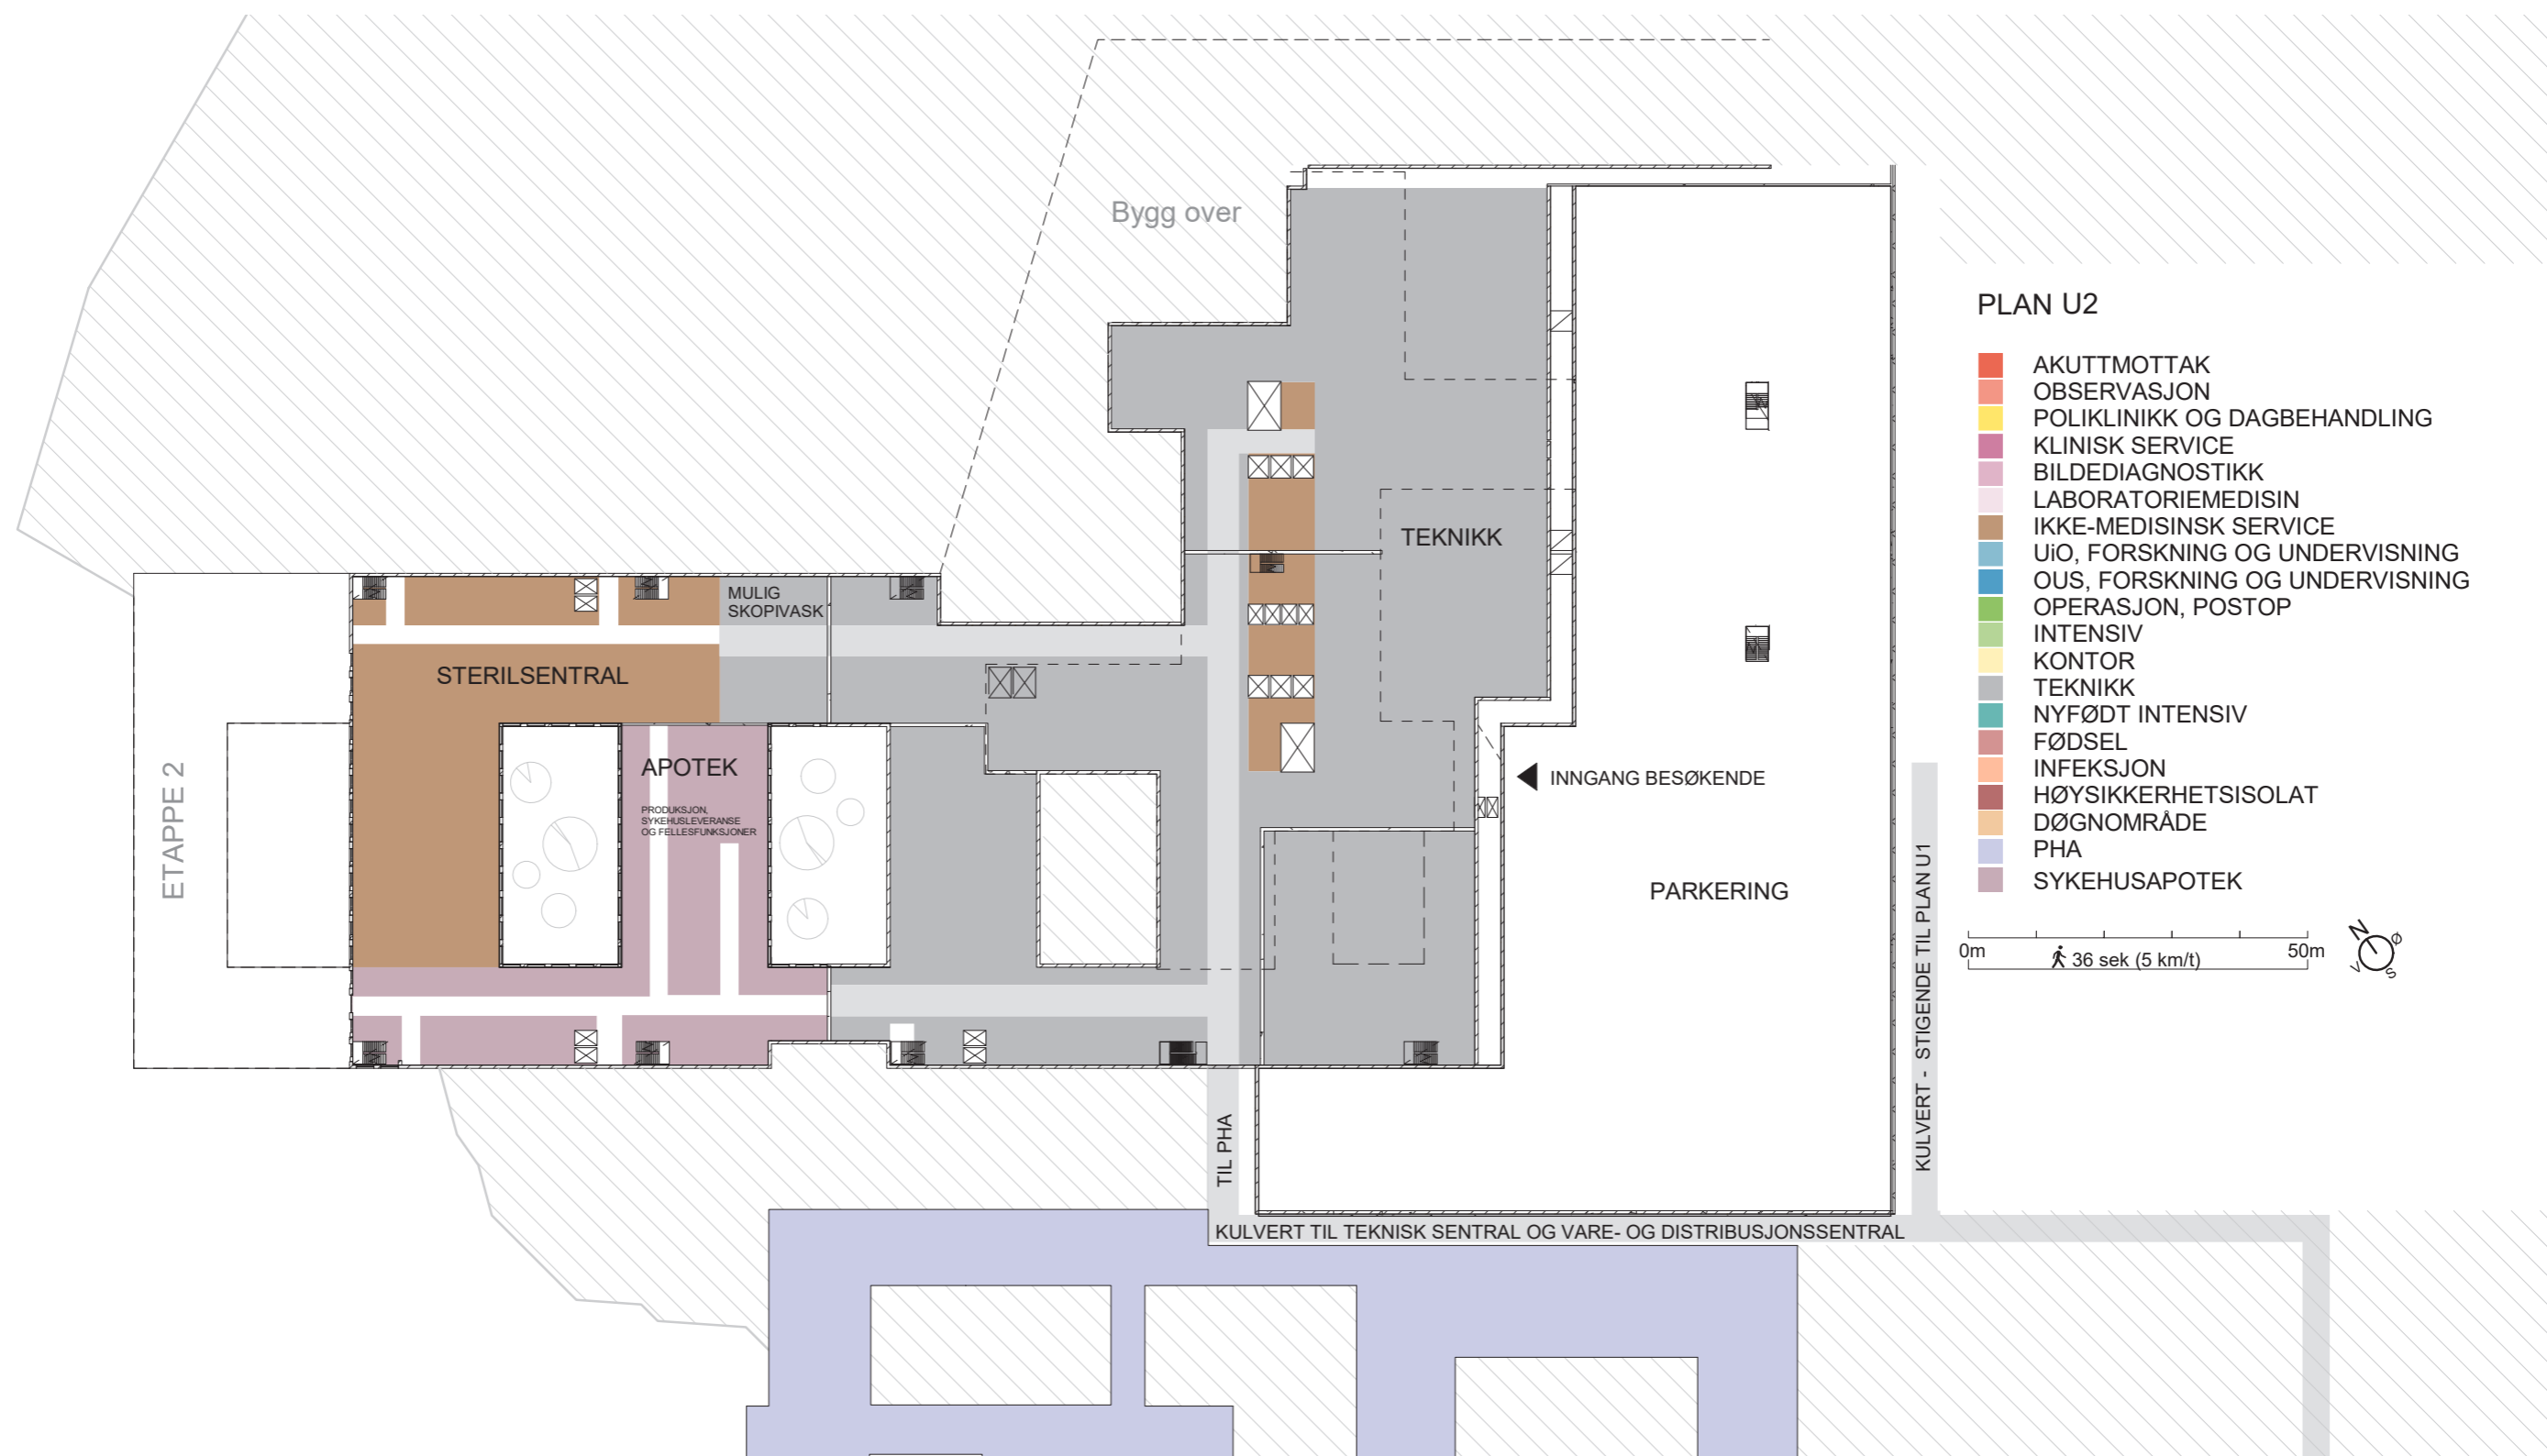 Bygg over
PLAN U2
AKUTTMOTTAK
OBSERVASJON
POLIKLINIKK OG DAGBEHANDLING
KLINISK SERVICE
BILDEDIAGNOSTIKK
LABORATORIEMEDISIN
IKKE-MEDISINSK SERVICE
UiO, FORSKNING OG UNDERVISNING
OUS, FORSKNING OG UNDERVISNING
OPERASJON, POSTOP
INTENSIV
KONTOR
TEKNIKK
NYFØDT INTENSIV
FØDSEL
INFEKSJON
HØYSIKKERHETSISOLAT
DØGNOMRÅDE
PHA
SYKEHUSAPOTEK
0m
50m
36 sek (5 km/t)
N
Ø
V
S
TEKNIKK
MULIG
SKOPIVASK
STERILSENTRAL
APOTEK
PRODUKSJON,
SYKEHUSLEVERANSE
OG FELLESFUNKSJONER
ETAPPE 2
INNGANG BESØKENDE
PARKERING
KULVERT - STIGENDE TIL PLAN U1
TIL PHA
KULVERT TIL TEKNISK SENTRAL OG VARE- OG DISTRIBUSJONSSENTRAL